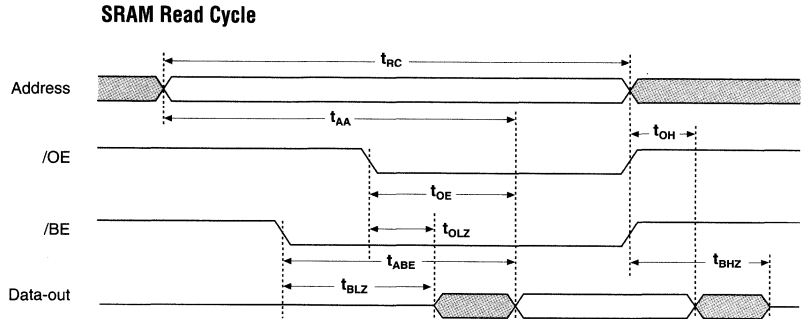 SRAM Read Cycle
tRC
Address
tAA
tOH
/OE
tOE
/BE
tOLZ
tABE
tBHZ
tBLZ
Data-out